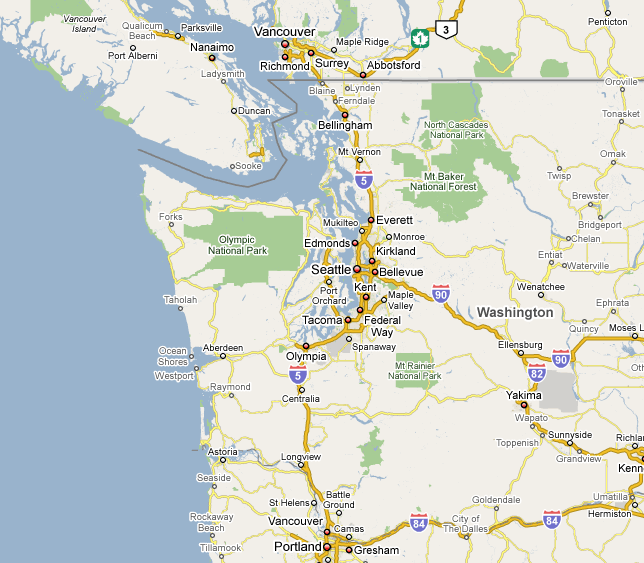 Vancouver
Island
Qualicum
Beach
Parksville
Nanaimo
Port Alberni
Ladysmith
Duncan
Sooke
Vancouver
Richmond
Surrey
Maple Ridge
Abbotsford
1
3
Penticton
Blaine
Lynden
Ferndale
Bellingham
Oroville
North Cascades
National Park
Tonasket
Mt Vernon
Omak
5
Mt Baker
National Forest
Twisp
Brewster
Forks
Mukilteo
Everett
Bridgeport
Olympic
National Park
Edmonds
Monroe
Kirkland
Chelan
Entiat
Waterville
Seattle
Bellevue
Port
Orchard
Kent
Maple
Valley
90
Wenatchee
Taholah
Tacoma
Federal
Way
Washington
Ephrata
Quincy
Moses L
Spanaway
Ocean
Shores
Westport
Aberdeen
Olympia
Ellensburg
90
82
Oth
5
Mt Rainier
National Park
Raymond
Centralia
Yakima
Wapato
Toppenish
Sunnyside
Grandview
Richlan
Kenn
Astoria
Longview
Seaside
St Helens
Battle
Ground
Goldendale
Umatilla
Hermiston
Rockaway
Beach
Vancouver
Camas
84
City of
The Dalles
84
Tillamook
Portland
Gresham